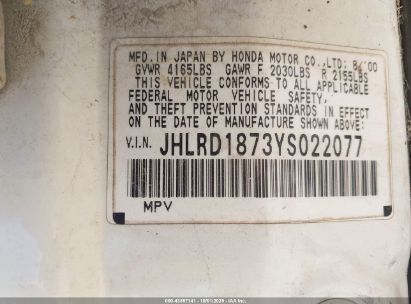 MFD. IN JAPAN BY HONDA MOTOR CO., LTD: 8/'00
GVWR 4165LBS GAWR F 2030LBS R 2155LBS
THIS VEHICLE CONFORMS TO ALL APPLICABLE
FEDERAL MOTOR VEHICLE SAFETY,
AND THEFT PREVENTION STANDARDS IN EFFECT
ON THE DATE OF MANUFACTURE SHOWN ABOVE.
V.I.N. JHLRD1873YS022077
MPV